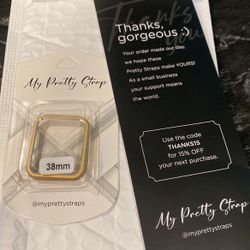 My Pretty Strap
38mm
@myprettystraps
Thanks,
gorgeous :)
Your order made our day,
we hope these
Pretty Straps make YOURS!
As a small business
your support means
the world.
Use the code
THANKS15
for 15% OFF
your next purchase.
My Pretty Strap
@myprettystraps